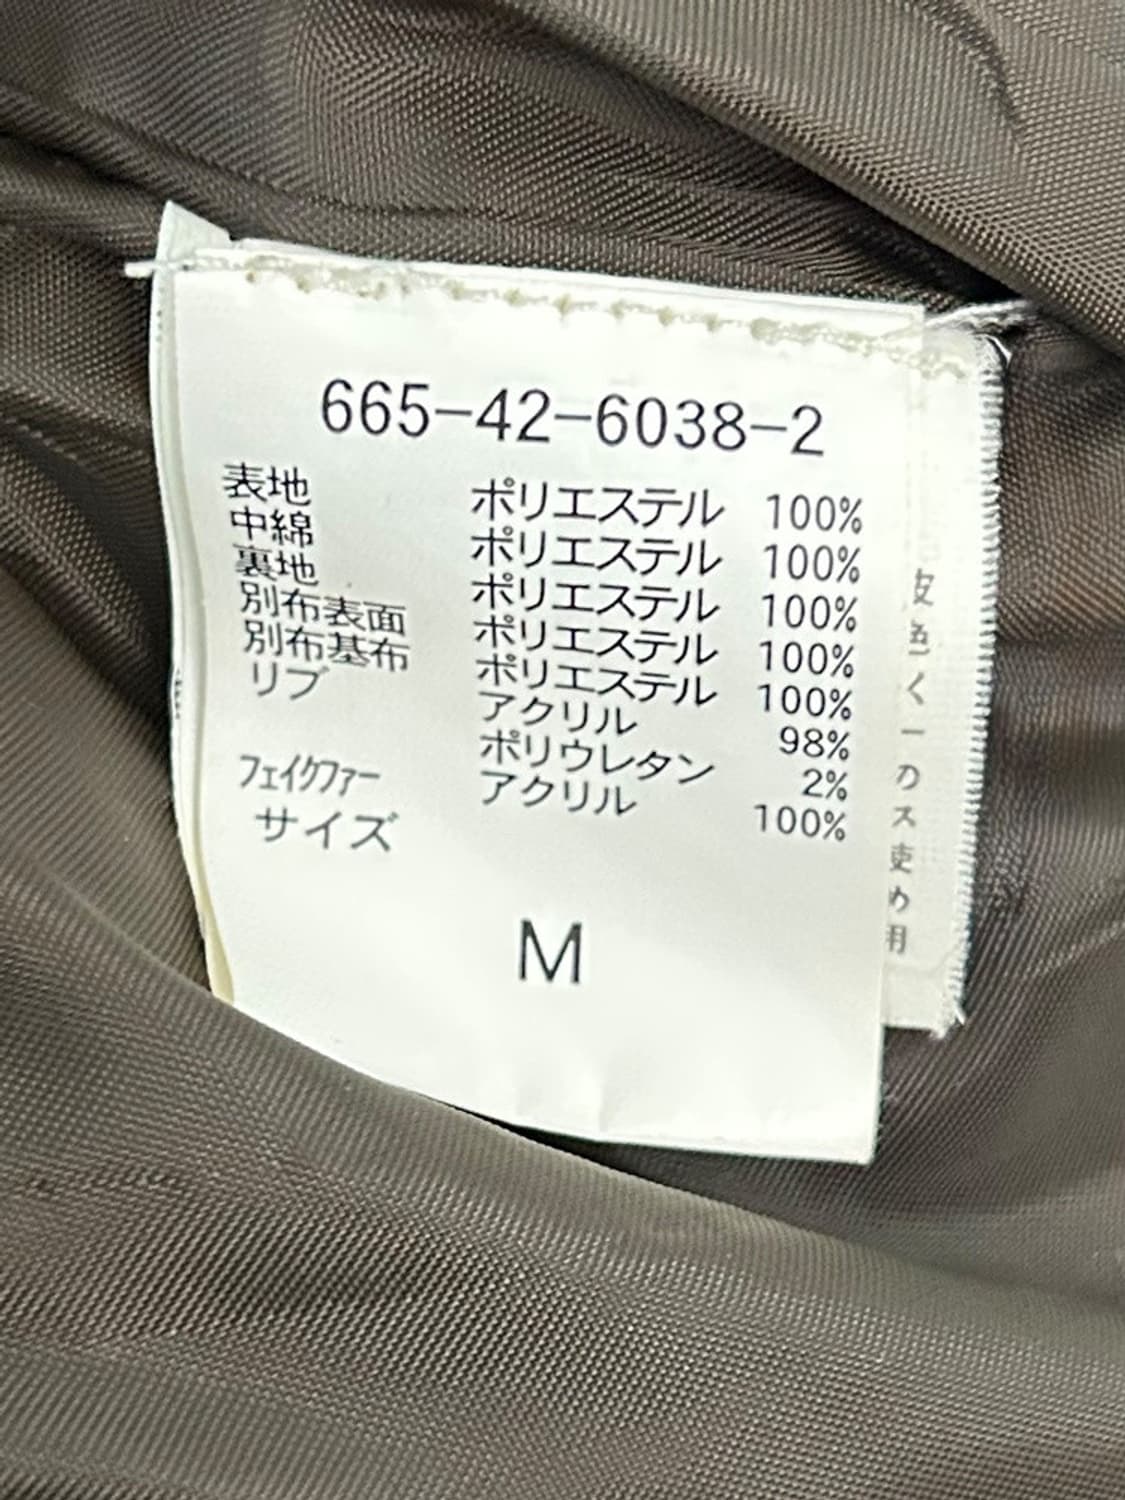 665-42-6038-2
表地 ポリエステル 100%
中綿 ポリエステル 100%
裏地 ポリエステル 100%
別布表面 ポリエステル 100%
別布基布 ポリエステル 100%
リブ アクリル 98%
ポリウレタン 2%
フェイクファー アクリル 100%
サイズ
M